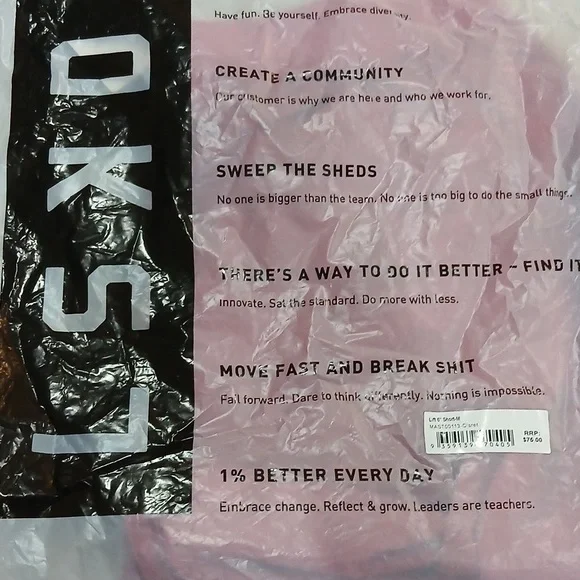 Have fun. Be yourself. Embrace diversity.
CREATE A COMMUNITY
Our customer is why we are here and who we work for.
SWEEP THE SHEDS
No one is bigger than the team. No one is too big to do the small things.
THERE'S A WAY TO DO IT BETTER - FIND IT
Innovate. Set the standard. Do more with less.
MOVE FAST AND BREAK SHIT
Fail forward. Dare to think differently. Nothing is impossible.
Lift 6" Short-M
RRP:
$76.00
1% BETTER EVERY DAY
Embrace change. Reflect & grow. Leaders are teachers.